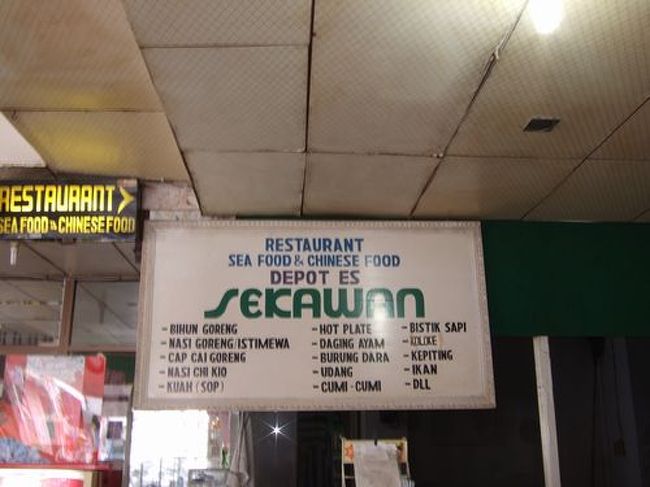 RESTAURANT >
SEA FOOD & CHINESE FOOD
RESTAURANT
SEA FOOD & CHINESE FOOD
DEPOT ES
SEKAWAN
- BIHUN GORENG
- NASI GORENG/ISTIMEWA
- CAP CAI GORENG
- NASI CHI KIO
- KUAH (SOP)
- HOT PLATE
- DAGING AYAM
- BURUNG DARA
- UDANG
- CUMI-CUMI
- BISTIK SAPI
- KOLOKE
- KEPITING
- IKAN
- DLL